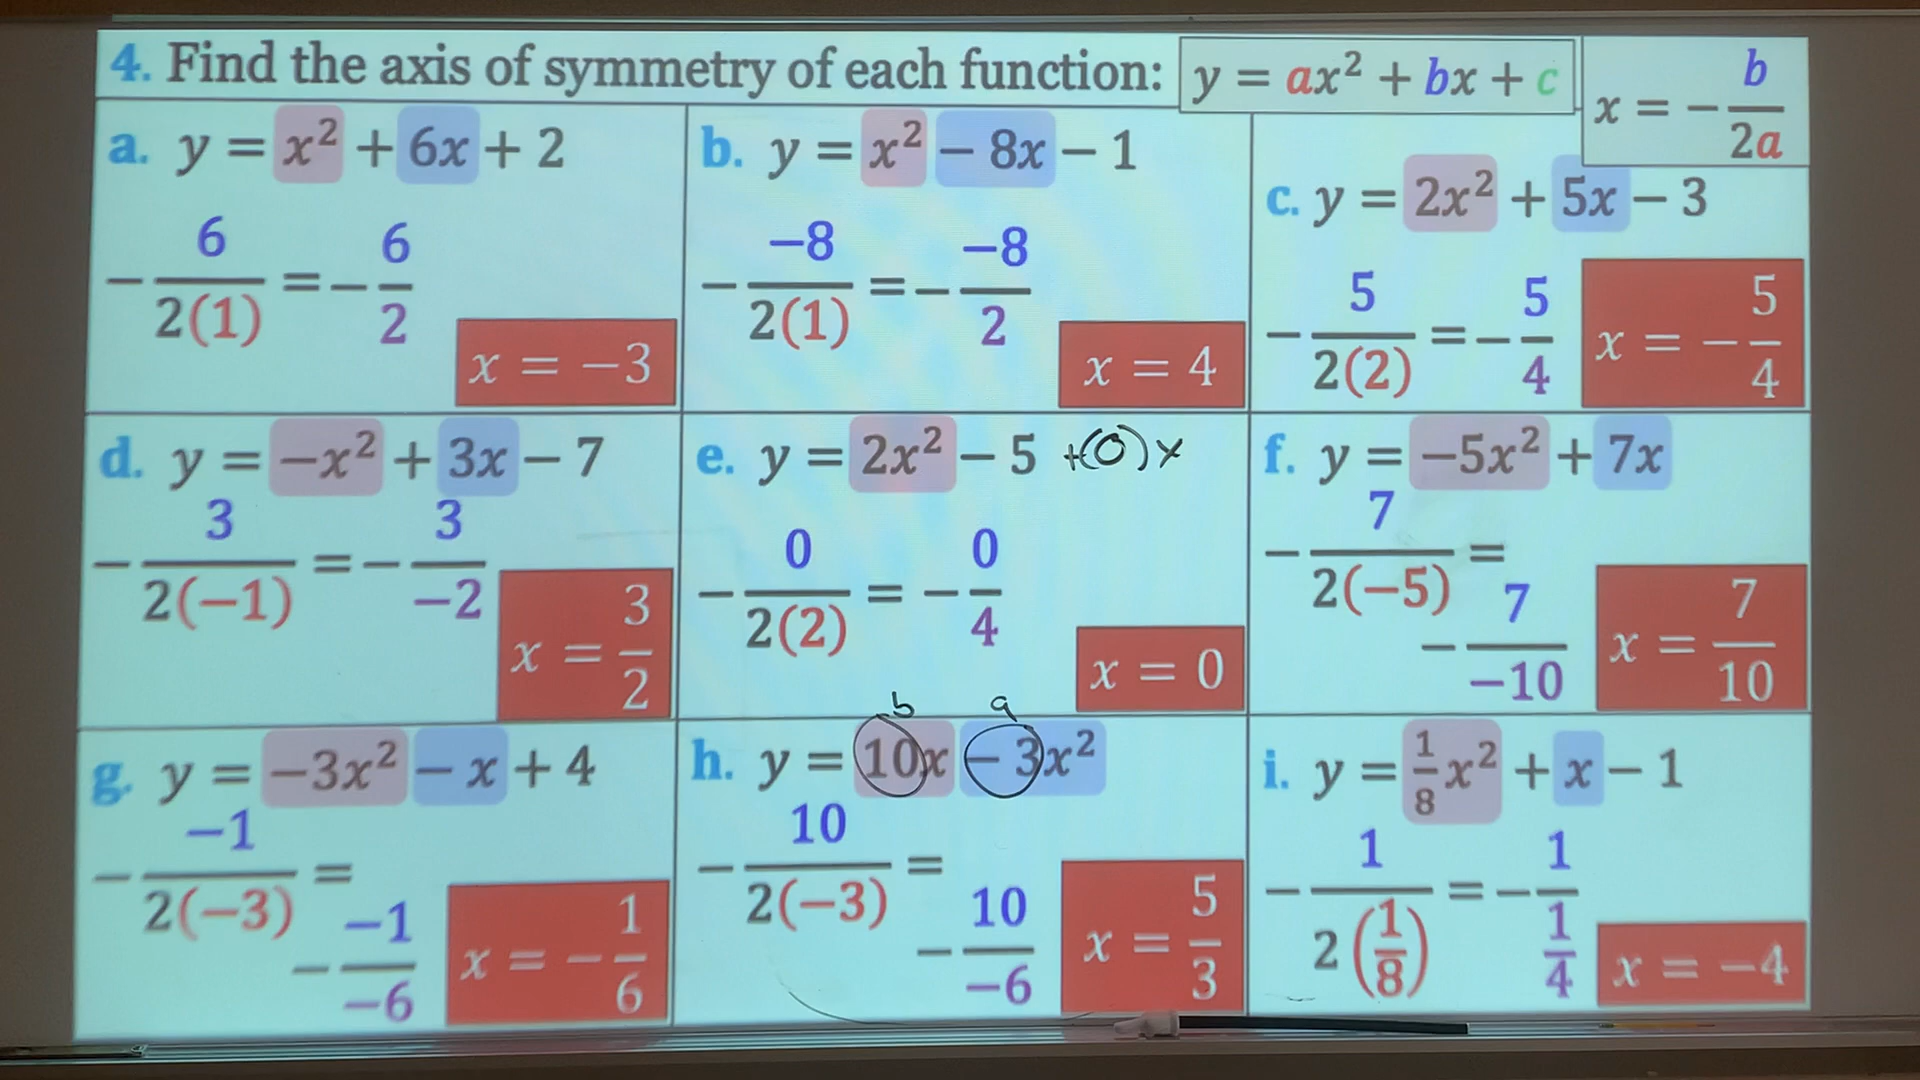 4. Find the axis of symmetry of each function:
y = ax² + bx + c
x = − b/2a
a. y = x² + 6x + 2
− 6/2(1) = − 6/2
x = −3
b. y = x² − 8x − 1
− −8/2(1) = − −8/2
x = 4
c. y = 2x² + 5x − 3
− 5/2(2) = − 5/4
x = − 5/4
d. y = −x² + 3x − 7
− 3/2(−1) = − 3/−2
x = 3/2
e. y = 2x² − 5 +(0)x
− 0/2(2) = − 0/4
x = 0
f. y = −5x² + 7x
− 7/2(−5) =
− 7/−10
x = 7/10
g. y = −3x² − x + 4
− −1/2(−3) =
− −1/−6
x = − 1/6
b a
h. y = 10x − 3x²
− 10/2(−3) =
− 10/−6
x = 5/3
i. y = 1/8 x² + x − 1
− 1/2(1/8) = − 1/(1/4)
x = −4